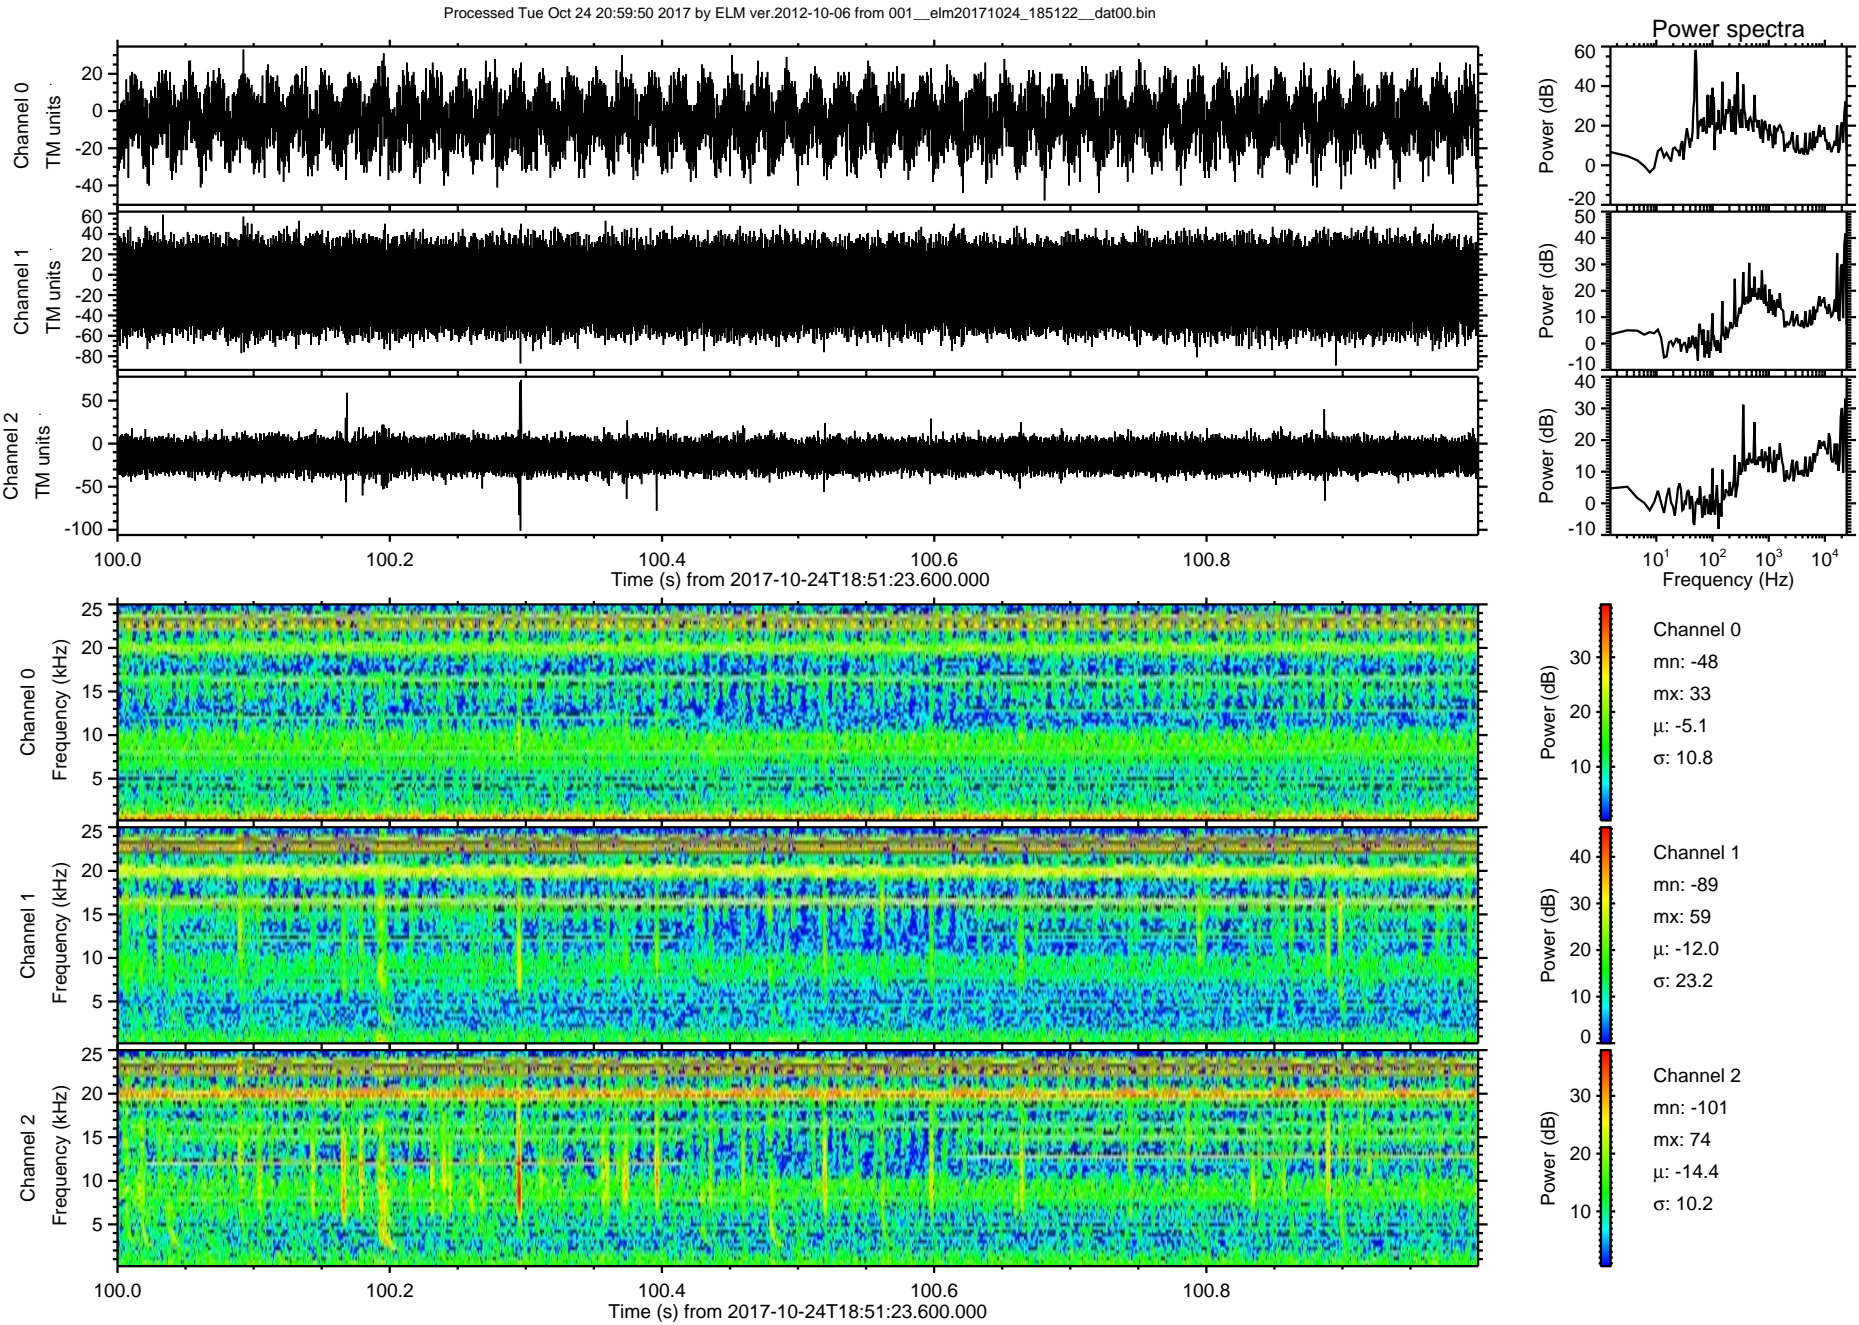 Processed Tue Oct 24 20:59:50 2017 by ELM ver.2012-10-06 from 001__elm20171024_185122__dat00.bin
Power spectra
Channel 0
TM units
20
0
-20
-40
Power (dB)
60
40
20
0
-20
Channel 1
TM units
60
40
20
0
-20
-40
-60
-80
Power (dB)
50
40
30
20
10
0
-10
Channel 2
TM units
50
0
-50
-100
Power (dB)
40
30
20
10
0
-10
100.0 100.2 100.4 100.6 100.8
Time (s) from 2017-10-24T18:51:23.600.000
10^1 10^2 10^3 10^4
Frequency (Hz)
Channel 0
Frequency (kHz)
25
20
15
10
5
Power (dB)
30
20
10
Channel 0
mn: -48
mx: 33
μ: -5.1
σ: 10.8
Channel 1
Frequency (kHz)
25
20
15
10
5
Power (dB)
40
30
20
10
0
Channel 1
mn: -89
mx: 59
μ: -12.0
σ: 23.2
Channel 2
Frequency (kHz)
25
20
15
10
5
Power (dB)
30
20
10
Channel 2
mn: -101
mx: 74
μ: -14.4
σ: 10.2
100.0 100.2 100.4 100.6 100.8
Time (s) from 2017-10-24T18:51:23.600.000